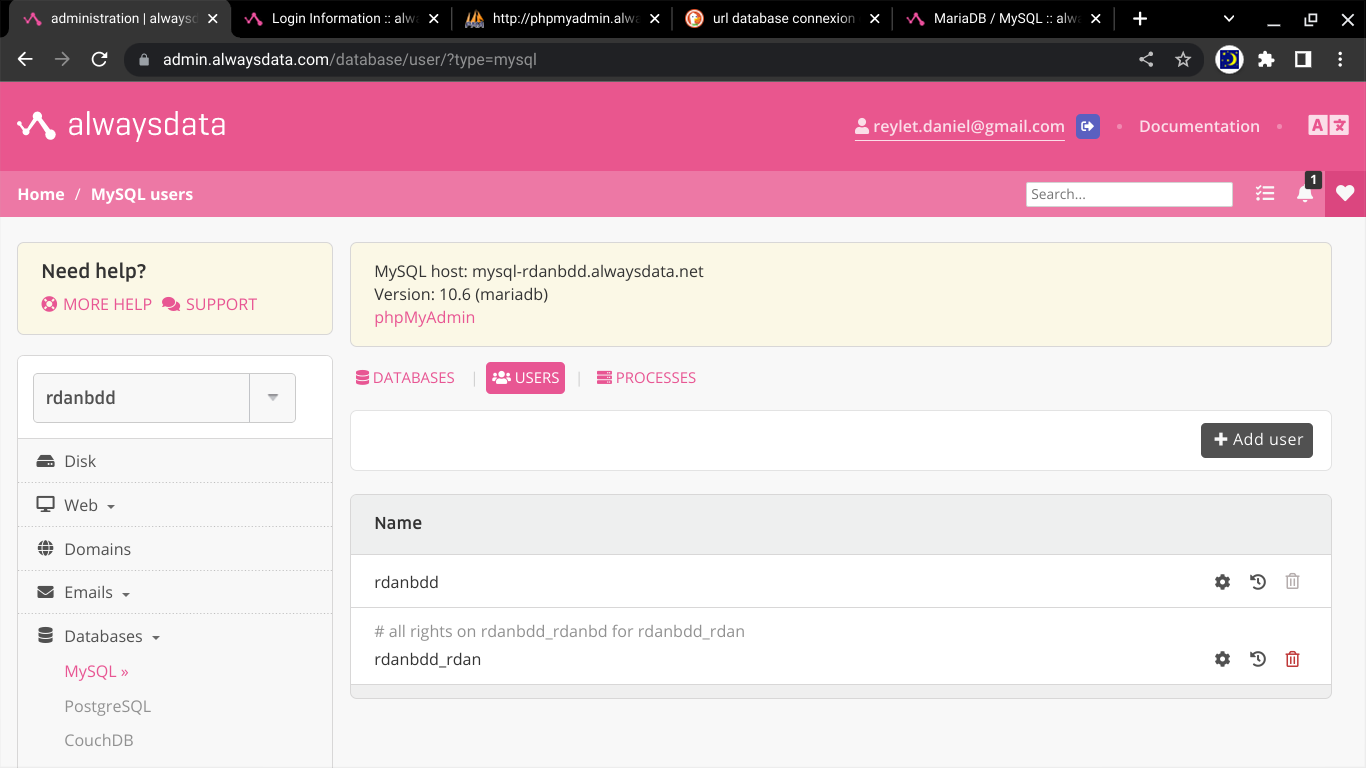 administration | alwaysd
Login Information :: alw
http://phpmyadmin.alwa
url database connexion
MariaDB / MySQL :: alwa
admin.alwaysdata.com/database/user/?type=mysql
alwaysdata
reylet.daniel@gmail.com
Documentation
A
Home / MySQL users
Search...
1
Need help?
MORE HELP SUPPORT
MySQL host: mysql-rdanbdd.alwaysdata.net
Version: 10.6 (mariadb)
phpMyAdmin
rdanbdd
DATABASES | USERS | PROCESSES
Add user
Disk
Web
Domains
Emails
Databases
MySQL »
PostgreSQL
CouchDB
Name
rdanbdd
# all rights on rdanbdd_rdanbd for rdanbdd_rdan
rdanbdd_rdan